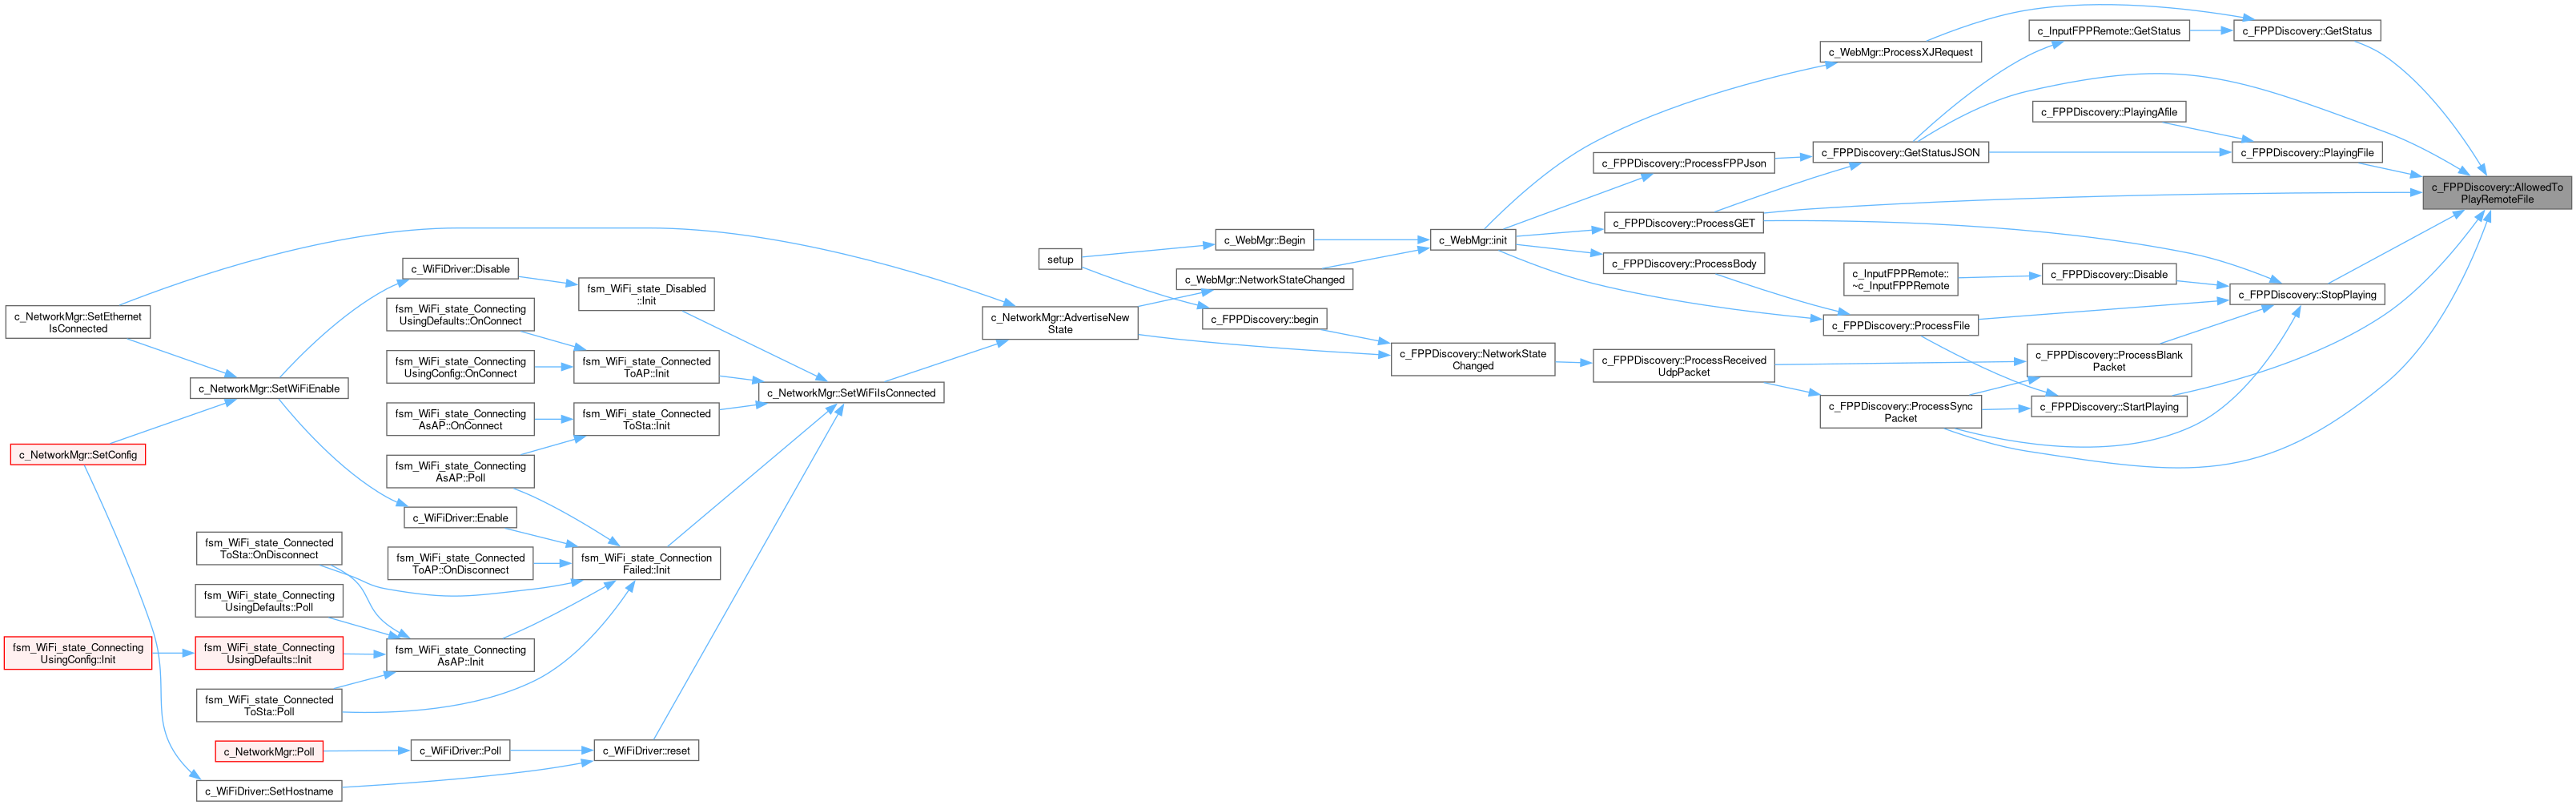 c_FPPDiscovery::GetStatus
c_InputFPPRemote::GetStatus
c_WebMgr::ProcessXJRequest
c_FPPDiscovery::PlayingAfile
c_FPPDiscovery::GetStatusJSON
c_FPPDiscovery::PlayingFile
c_FPPDiscovery::ProcessFPPJson
c_FPPDiscovery::AllowedTo
PlayRemoteFile
c_FPPDiscovery::ProcessGET
c_WebMgr::Begin
c_WebMgr::init
setup
c_FPPDiscovery::ProcessBody
c_WiFiDriver::Disable
c_WebMgr::NetworkStateChanged
c_InputFPPRemote::
~c_InputFPPRemote
c_FPPDiscovery::Disable
fsm_WiFi_state_Disabled
::Init
c_FPPDiscovery::StopPlaying
c_NetworkMgr::SetEthernet
IsConnected
fsm_WiFi_state_Connecting
UsingDefaults::OnConnect
c_NetworkMgr::AdvertiseNew
State
c_FPPDiscovery::begin
c_FPPDiscovery::ProcessFile
fsm_WiFi_state_Connecting
UsingConfig::OnConnect
fsm_WiFi_state_Connected
ToAP::Init
c_FPPDiscovery::NetworkState
Changed
c_FPPDiscovery::ProcessReceived
UdpPacket
c_FPPDiscovery::ProcessBlank
Packet
c_NetworkMgr::SetWiFiEnable
c_NetworkMgr::SetWiFiIsConnected
fsm_WiFi_state_Connecting
AsAP::OnConnect
fsm_WiFi_state_Connected
ToSta::Init
c_FPPDiscovery::ProcessSync
Packet
c_FPPDiscovery::StartPlaying
c_NetworkMgr::SetConfig
fsm_WiFi_state_Connecting
AsAP::Poll
c_WiFiDriver::Enable
fsm_WiFi_state_Connected
ToSta::OnDisconnect
fsm_WiFi_state_Connected
ToAP::OnDisconnect
fsm_WiFi_state_Connection
Failed::Init
fsm_WiFi_state_Connecting
UsingDefaults::Poll
fsm_WiFi_state_Connecting
UsingConfig::Init
fsm_WiFi_state_Connecting
UsingDefaults::Init
fsm_WiFi_state_Connecting
AsAP::Init
fsm_WiFi_state_Connected
ToSta::Poll
c_NetworkMgr::Poll
c_WiFiDriver::Poll
c_WiFiDriver::reset
c_WiFiDriver::SetHostname